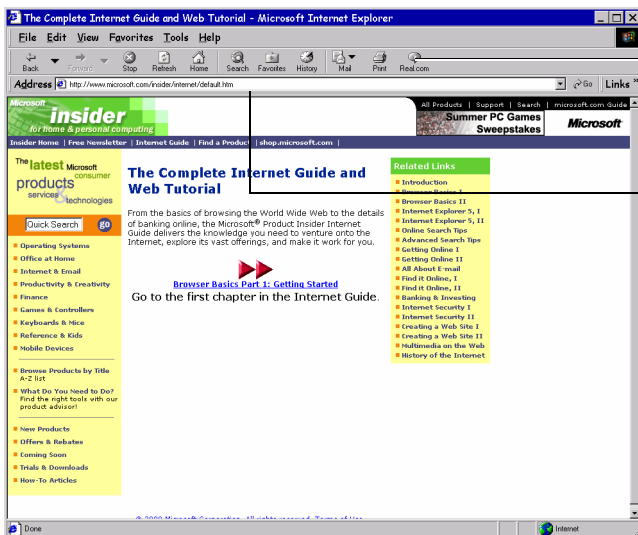 The Complete Internet Guide and Web Tutorial - Microsoft Internet Explorer
File Edit View Favorites Tools Help
Back Forward Stop Refresh Home Search Favorites History Mail Print Real.com
Address http://www.microsoft.com/insider/internet/default.htm Go Links »
All Products | Support | Search | microsoft.com Guide
Microsoft
insider
for home & personal computing
Summer PC Games
Sweepstakes
Microsoft
Insider Home | Free Newsletter | Internet Guide | Find a Product | shop.microsoft.com |
The latest Microsoft
consumer
products
services
technologies
Quick Search go
Operating Systems
Office at Home
Internet & Email
Productivity & Creativity
Finance
Games & Controllers
Keyboards & Mice
Reference & Kids
Mobile Devices
Browse Products by Title
A-Z list
What Do You Need to Do?
Find the right tools with our
product advisor!
New Products
Offers & Rebates
Coming Soon
Trials & Downloads
How-To Articles
The Complete Internet Guide and
Web Tutorial
From the basics of browsing the World Wide Web to the details
of banking online, the Microsoft® Product Insider Internet
Guide delivers the knowledge you need to venture onto the
Internet, explore its vast offerings, and make it work for you.
Browser Basics Part 1: Getting Started
Go to the first chapter in the Internet Guide.
Related Links
Introduction
Browser Basics I
Browser Basics II
Internet Explorer 5, I
Internet Explorer 5, II
Online Search Tips
Advanced Search Tips
Getting Online I
Getting Online II
All About E-mail
Find it Online, I
Find it Online, II
Banking & Investing
Internet Security I
Internet Security II
Creating a Web Site I
Creating a Web Site II
Multimedia on the Web
History of the Internet
© 2000 Microsoft Corporation. All rights reserved. Terms of Use.
Done Internet